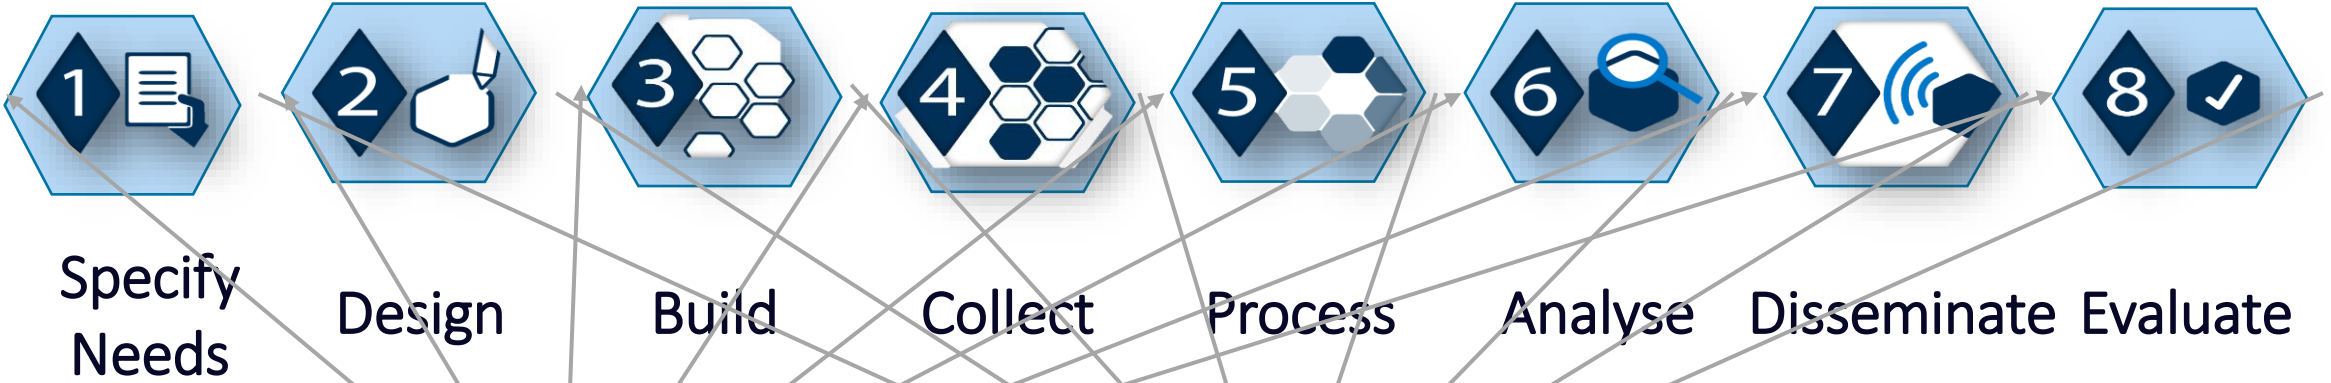 1
2
3
4
5
6
7
8
Specify
Needs
Design
Build
Collect
Process
Analyse
Disseminate
Evaluate